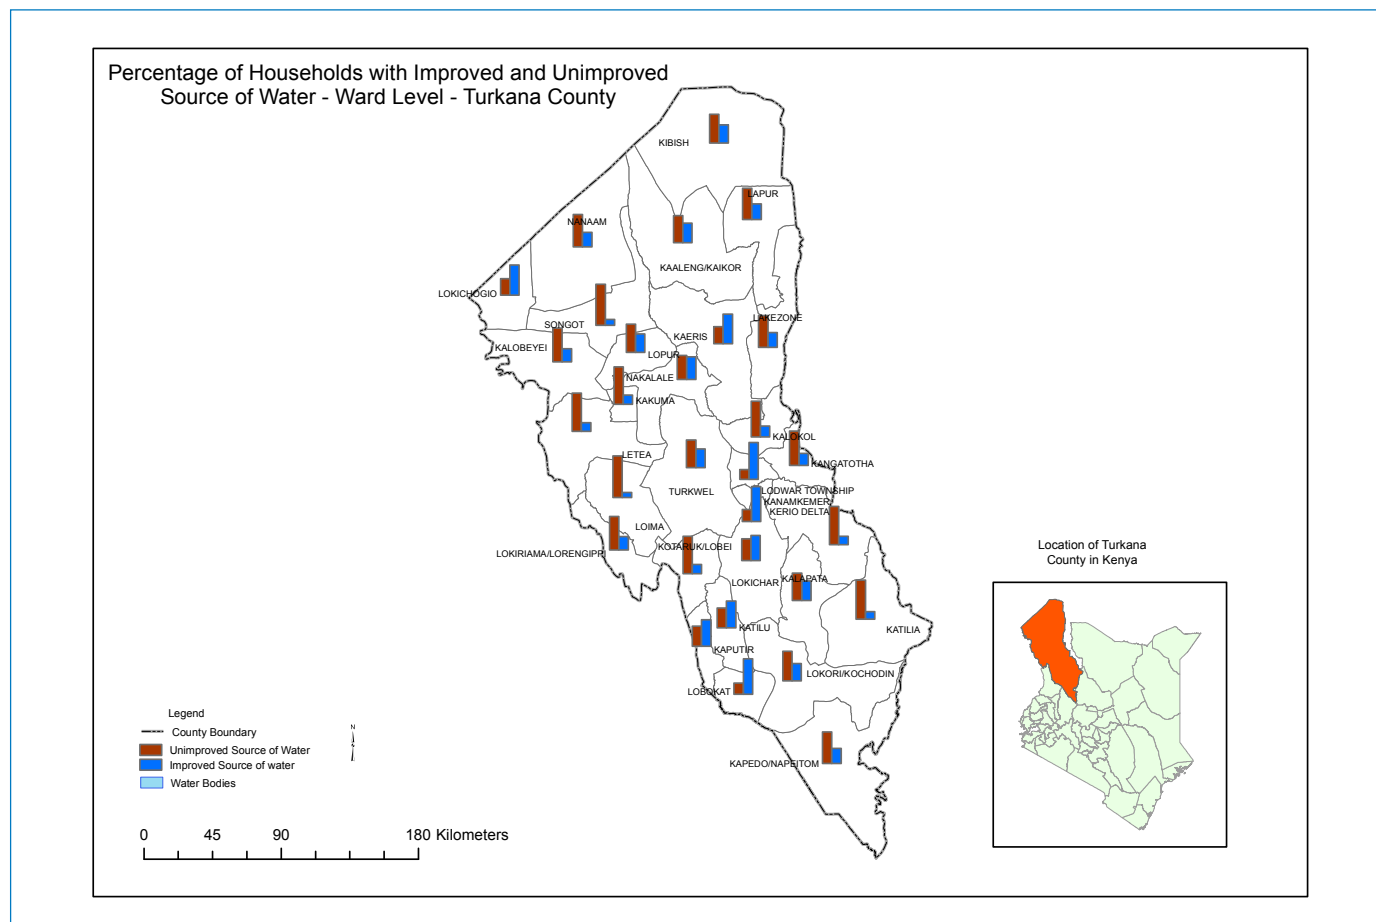 Percentage of Households with Improved and Unimproved
Source of Water - Ward Level - Turkana County
KIBISH
LAPUR
NANAAM
KAALENG/KAIKOR
LOKICHOGIO
SONGOT
LAKEZONE
KAERIS
KALOBEYEI
LOPUR
NAKALALE
KAKUMA
KALOKOL
LETEA
KANGATOTHA
TURKWEL
LODWAR TOWNSHIP
KANAMKEMER
KERIO DELTA
LOIMA
LOKIRIAMA/LORENGIPPI
KOTARUK/LOBEI
LOKICHAR
KALAPATA
KATILU
KATILIA
KAPUTIR
LOKORI/KOCHODIN
LOBOKAT
KAPEDO/NAPEITOM
Location of Turkana
County in Kenya
Legend
County Boundary
Unimproved Source of Water
Improved Source of water
Water Bodies
N
0 45 90 180 Kilometers